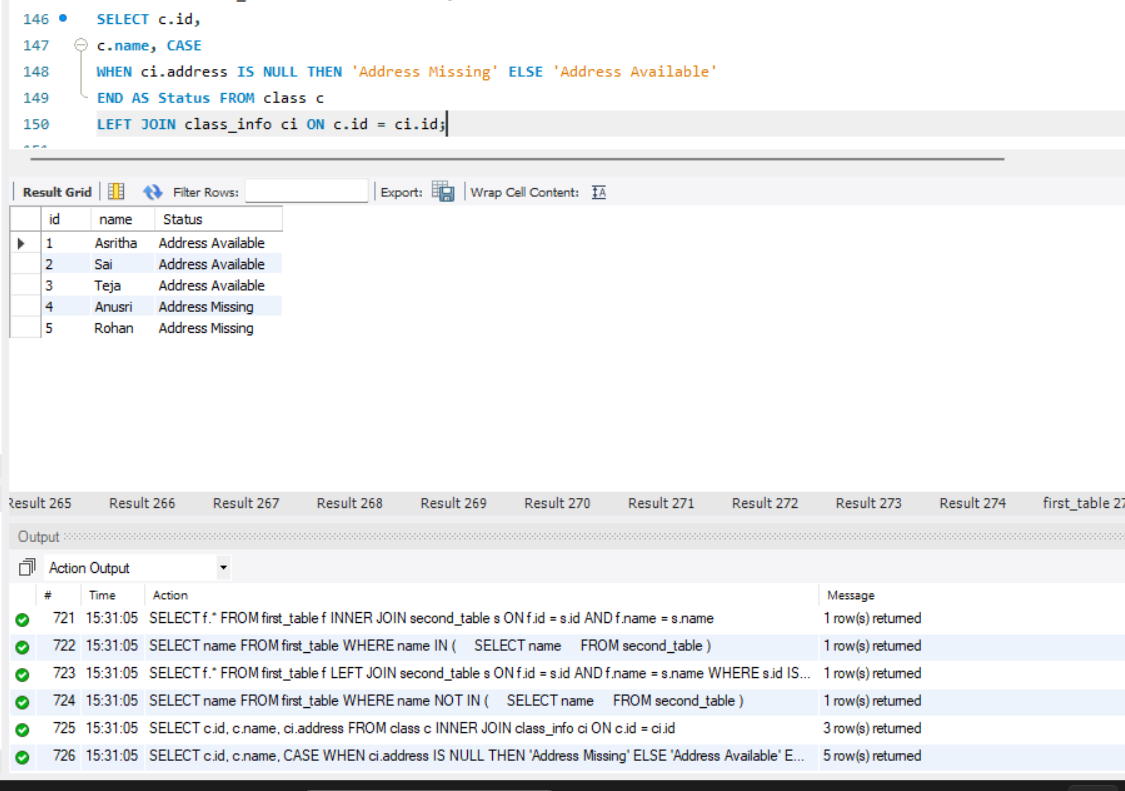 146 SELECT c.id,
147 c.name, CASE
148 WHEN ci.address IS NULL THEN 'Address Missing' ELSE 'Address Available'
149 END AS Status FROM class c
150 LEFT JOIN class_info ci ON c.id = ci.id;
Result Grid Filter Rows: Export: Wrap Cell Content:
id name Status
1 Asritha Address Available
2 Sai Address Available
3 Teja Address Available
4 Anusri Address Missing
5 Rohan Address Missing
Result 265 Result 266 Result 267 Result 268 Result 269 Result 270 Result 271 Result 272 Result 273 Result 274 first_table 27
Output
Action Output
# Time Action Message
721 15:31:05 SELECT f.* FROM first_table f INNER JOIN second_table s ON f.id = s.id AND f.name = s.name 1 row(s) returned
722 15:31:05 SELECT name FROM first_table WHERE name IN ( SELECT name FROM second_table ) 1 row(s) returned
723 15:31:05 SELECT f.* FROM first_table f LEFT JOIN second_table s ON f.id = s.id AND f.name = s.name WHERE s.id IS... 1 row(s) returned
724 15:31:05 SELECT name FROM first_table WHERE name NOT IN ( SELECT name FROM second_table ) 1 row(s) returned
725 15:31:05 SELECT c.id, c.name, ci.address FROM class c INNER JOIN class_info ci ON c.id = ci.id 3 row(s) returned
726 15:31:05 SELECT c.id, c.name, CASE WHEN ci.address IS NULL THEN 'Address Missing' ELSE 'Address Available' E... 5 row(s) returned